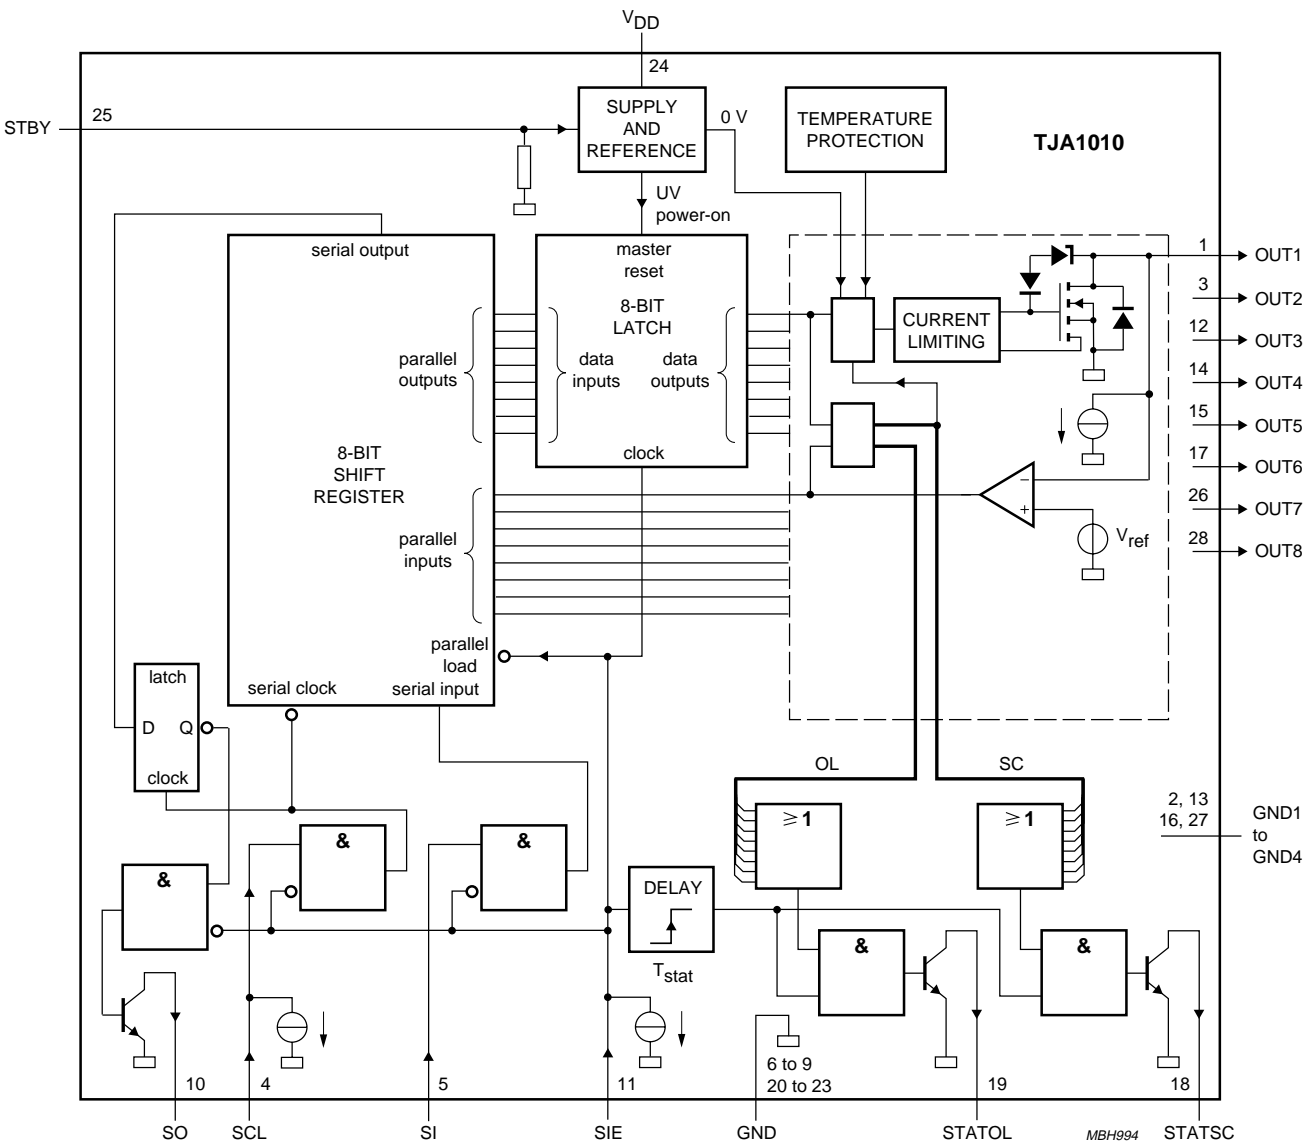 VDD
24
STBY
25
SUPPLY
AND
REFERENCE
0 V
TEMPERATURE
PROTECTION
TJA1010
UV
power-on
serial output
master
reset
8-BIT
LATCH
parallel
outputs
data
inputs
data
outputs
clock
8-BIT
SHIFT
REGISTER
parallel
inputs
parallel
load
serial clock
serial input
CURRENT
LIMITING
−
+
Vref
1
OUT1
3
OUT2
12
OUT3
14
OUT4
15
OUT5
17
OUT6
26
OUT7
28
OUT8
latch
D
Q
clock
OL
SC
≥ 1
≥ 1
2, 13
16, 27
GND1
to
GND4
&
&
&
DELAY
Tstat
&
&
6 to 9
20 to 23
10
4
5
11
19
18
SO
SCL
SI
SIE
GND
STATOL
MBH994
STATSC